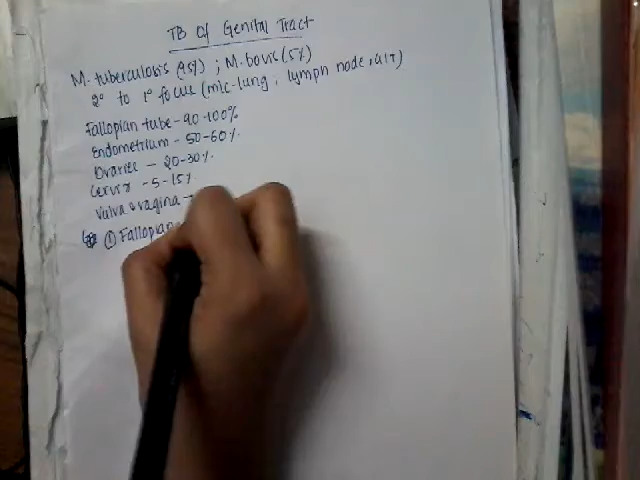 TB Of Genital Tract
M. tuberculosis (95%) ; M. bovis (5%)
2° to 1° focus (m/c - lung, lymph node, GIT)
Fallopian tube - 90-100%
Endometrium - 50-60%
Ovaries - 20-30%
Cervix - 5-15%
Vulva & vagina -
① Fallopian